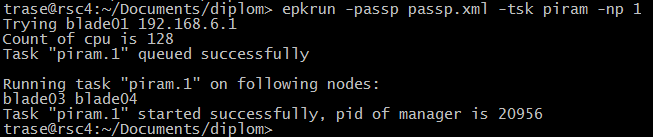 trase@rsc4:~/Documents/diplom> epkrun -passp passp.xml -tsk piram -np 1
Trying blade01 192.168.6.1
Count of cpu is 128
Task "piram.1" queued successfully
Running task "piram.1" on following nodes:
blade03 blade04
Task "piram.1" started successfully, pid of manager is 20956
trase@rsc4:~/Documents/diplom>